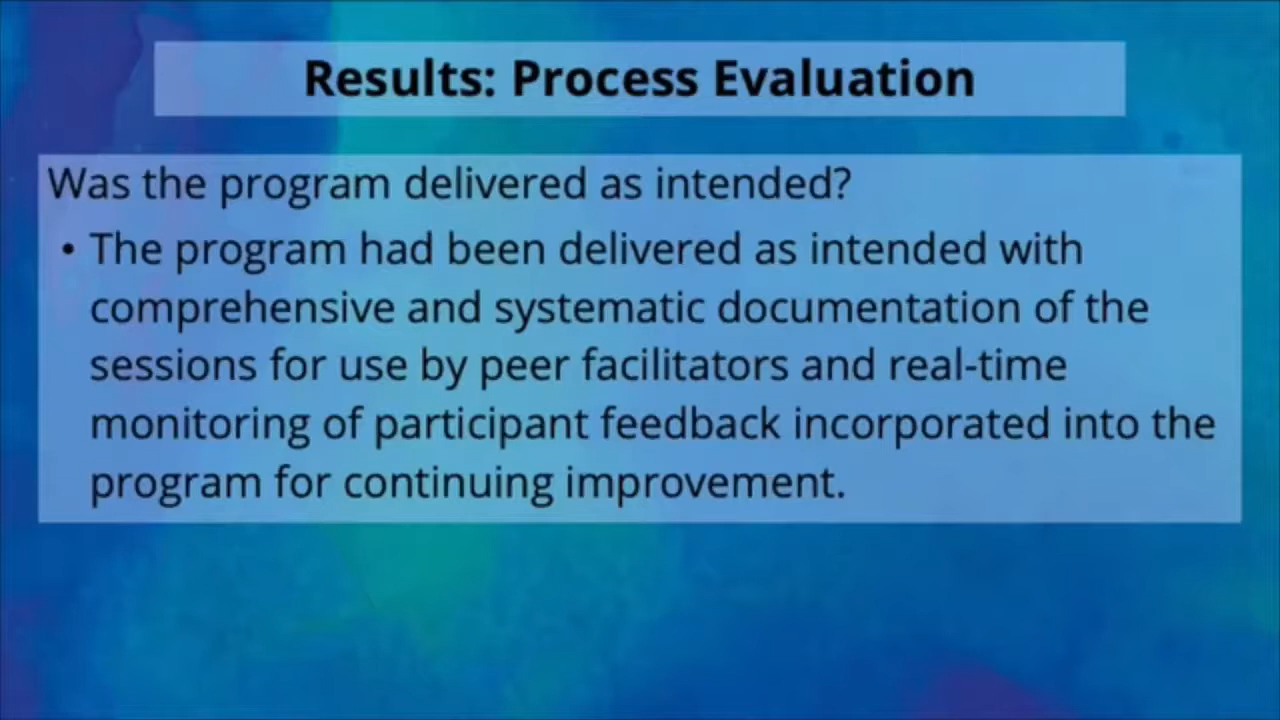 Results: Process Evaluation
Was the program delivered as intended?
• The program had been delivered as intended with
comprehensive and systematic documentation of the
sessions for use by peer facilitators and real-time
monitoring of participant feedback incorporated into the
program for continuing improvement.